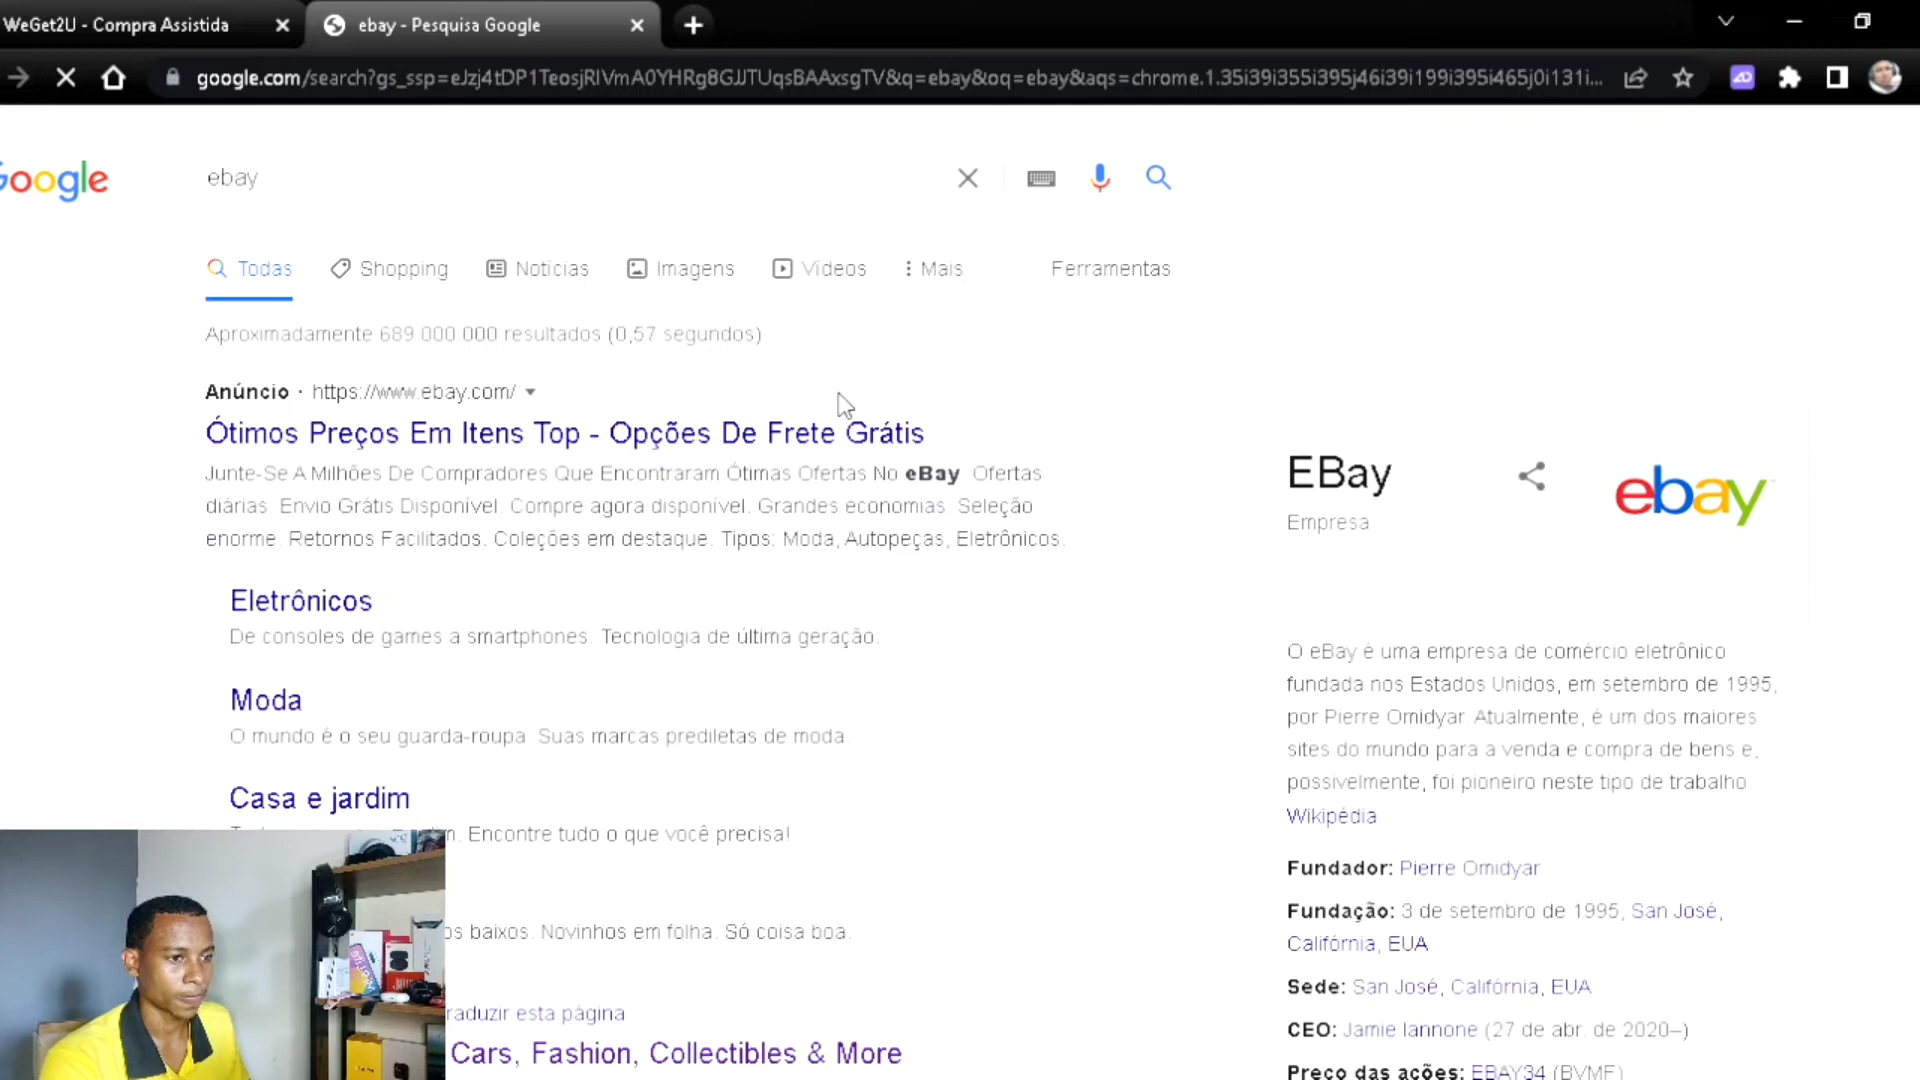 WeGet2U - Compra Assistida
ebay - Pesquisa Google
google.com/search?gs_ssp=eJzj4tDP1TeosjRIVmA0YHRg8GJJTUqsBAAxsgTV&q=ebay&oq=ebay&aqs=chrome.1.35i39i355i395j46i39i199i395i465j0i131i...
Google
ebay
Todas Shopping Notícias Imagens Vídeos Mais Ferramentas
Aproximadamente 689 000 000 resultados (0,57 segundos)
Anúncio · https://www.ebay.com/
Ótimos Preços Em Itens Top - Opções De Frete Grátis
Junte-Se A Milhões De Compradores Que Encontraram Ótimas Ofertas No eBay Ofertas
diárias. Envio Grátis Disponível. Compre agora disponível. Grandes economias Seleção
enorme. Retornos Facilitados. Coleções em destaque. Tipos: Moda, Autopeças, Eletrônicos.
Eletrônicos
De consoles de games a smartphones. Tecnologia de última geração.
Moda
O mundo é o seu guarda-roupa Suas marcas prediletas de moda
Casa e jardim
Encontre tudo o que você precisa!
os baixos. Novinhos em folha. Só coisa boa.
raduzir esta página
Cars, Fashion, Collectibles & More
EBay
Empresa
ebay
O eBay é uma empresa de comércio eletrônico
fundada nos Estados Unidos, em setembro de 1995,
por Pierre Omidyar Atualmente, é um dos maiores
sites do mundo para a venda e compra de bens e,
possivelmente, foi pioneiro neste tipo de trabalho
Wikipédia
Fundador: Pierre Omidyar
Fundação: 3 de setembro de 1995, San José,
Califórnia, EUA
Sede: San José, Califórnia, EUA
CEO: Jamie Iannone (27 de abr. de 2020–)
Preço das ações: EBAY34 (BVMF)